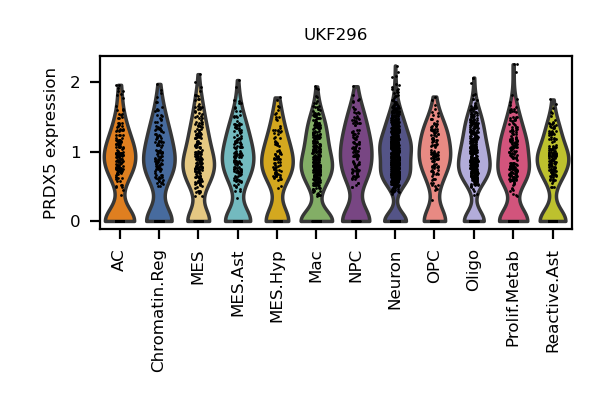 UKF296
PRDX5 expression
2
1
0
AC
Chromatin.Reg
MES
MES.Ast
MES.Hyp
Mac
NPC
Neuron
OPC
Oligo
Prolif.Metab
Reactive.Ast